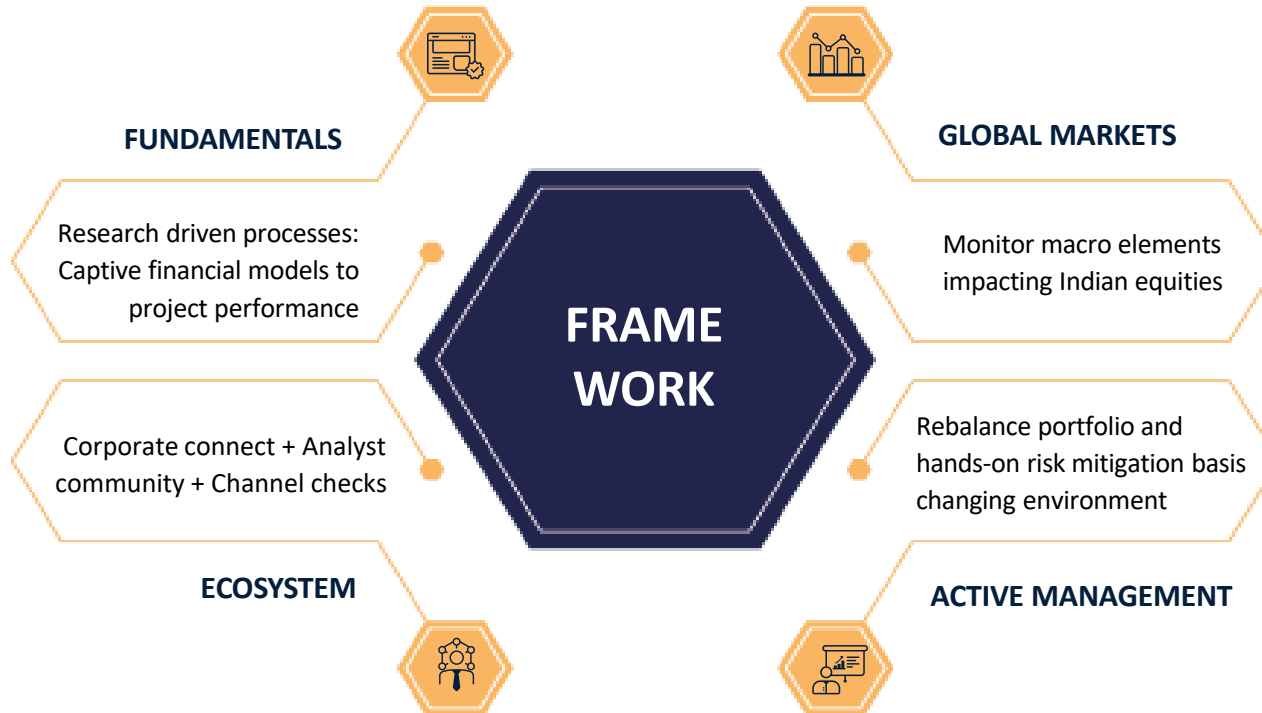 FUNDAMENTALS
Research driven processes:
Captive financial models to
project performance
Corporate connect + Analyst
community + Channel checks
ECOSYSTEM
FRAME
WORK
GLOBAL MARKETS
Monitor macro elements
impacting Indian equities
Rebalance portfolio and
hands-on risk mitigation basis
changing environment
ACTIVE MANAGEMENT